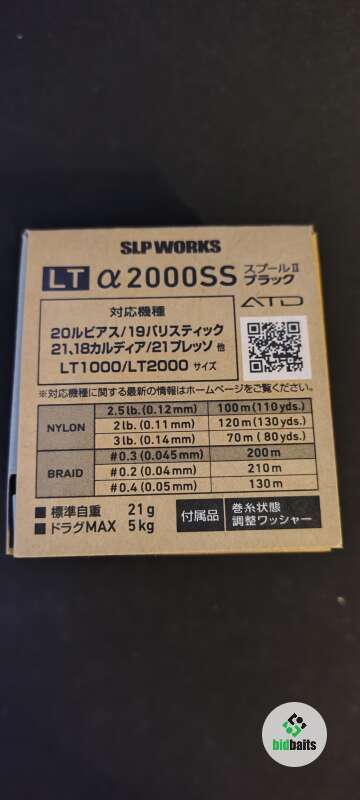 SLP WORKS
LT α2000SS スプールⅡ ブラック
ATD
対応機種
20ルビアス/19バリスティック
21、18カルディア/21プレッソ 他
LT1000/LT2000 サイズ
※対応機種に関する最新の情報はホームページをご覧ください。
NYLON
2.5lb.(0.12mm) 100m(110yds.)
2lb.(0.11mm) 120m(130yds.)
3lb.(0.14mm) 70m(80yds.)
BRAID
#0.3(0.045mm) 200m
#0.2(0.04mm) 210m
#0.4(0.05mm) 130m
■標準自重 21g
■ドラグMAX 5kg
付属品
巻糸状態
調整ワッシャー
bidbaits